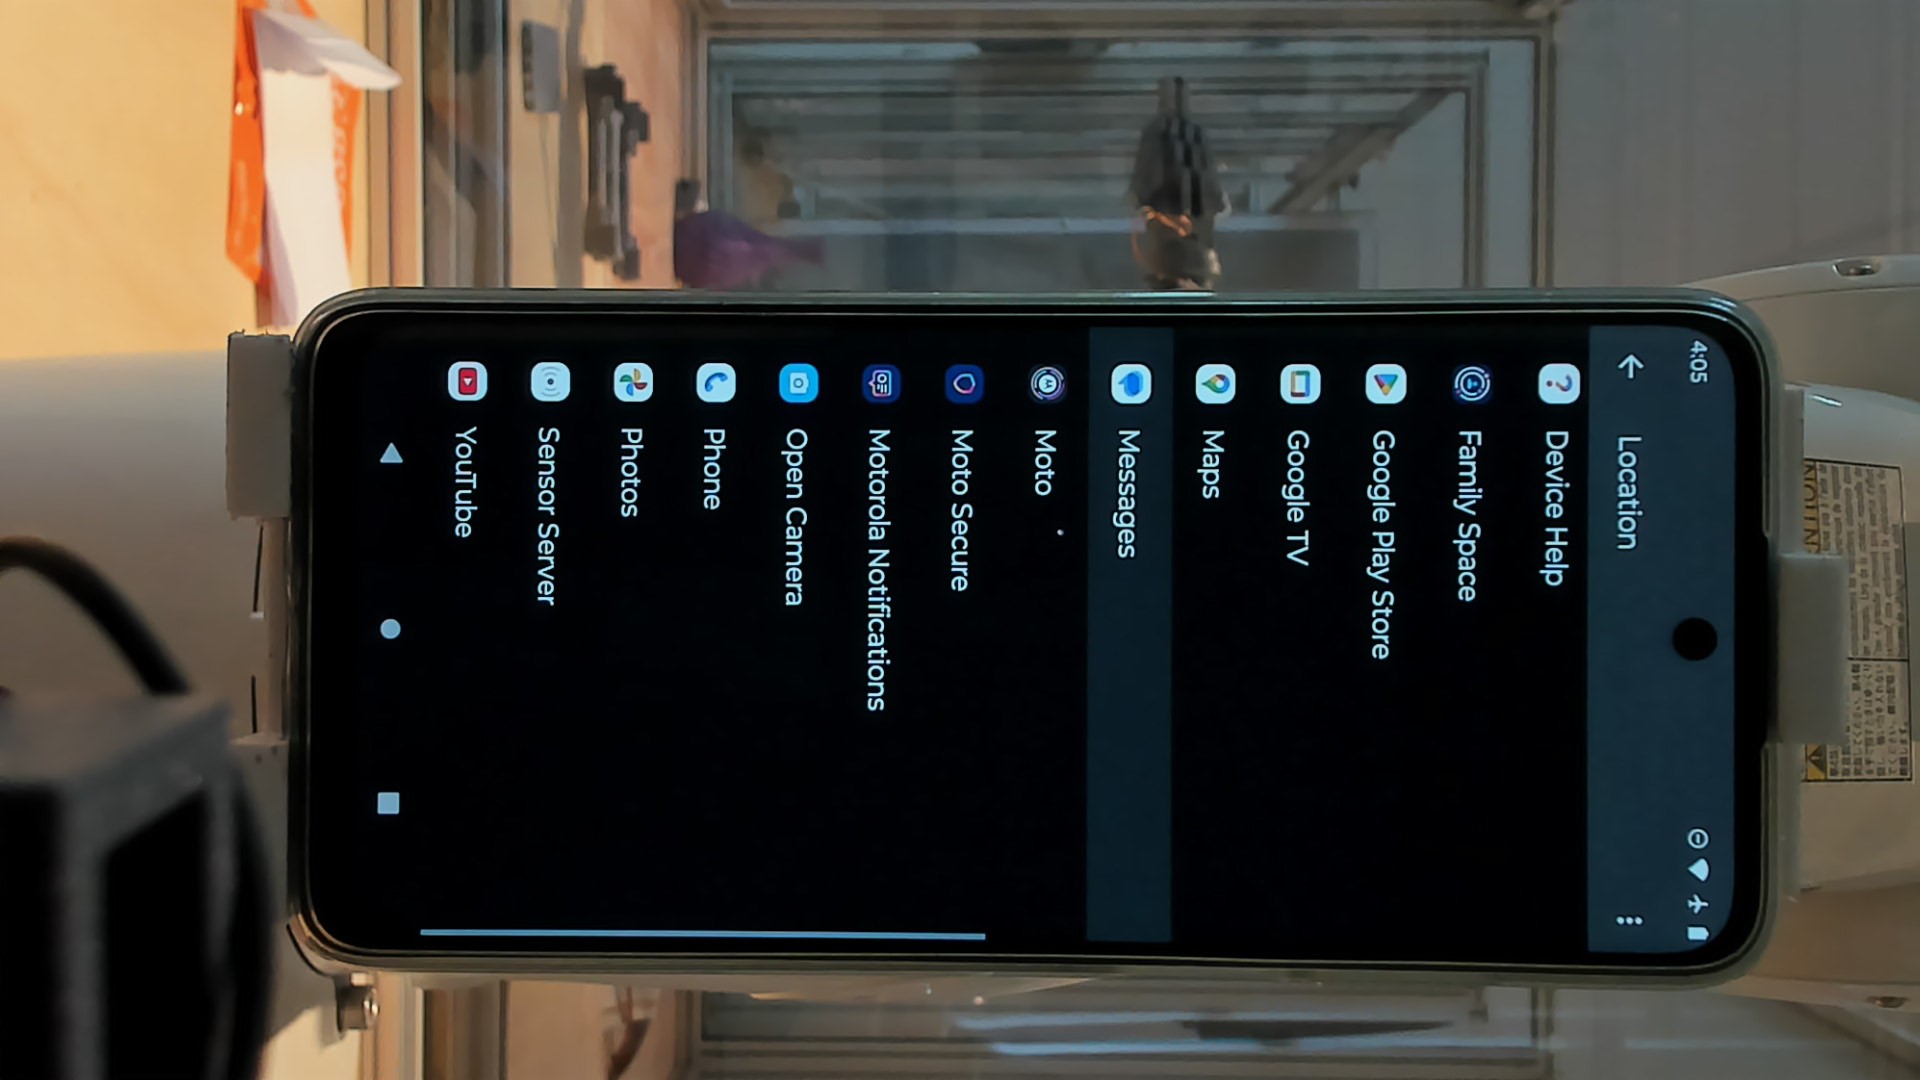 4:05
Location
Device Help
Family Space
Google Play Store
Google TV
Maps
Messages
Moto
Moto Secure
Motorola Notifications
Open Camera
Phone
Photos
Sensor Server
YouTube